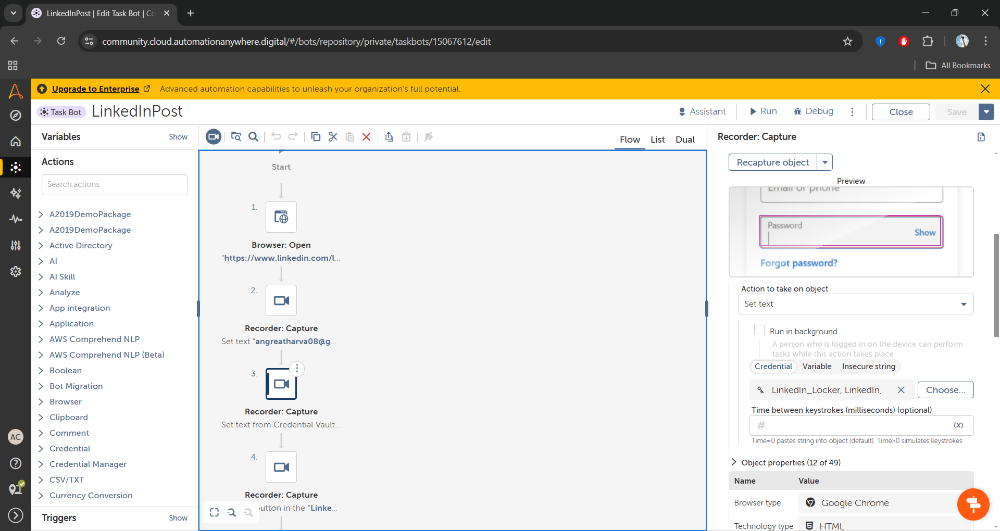 LinkedInPost | Edit Task Bot | Co
community.cloud.automationanywhere.digital/#/bots/repository/private/taskbots/15067612/edit
All Bookmarks
Upgrade to Enterprise Advanced automation capabilities to unleash your organization's full potential.
Task Bot LinkedInPost
Assistant Run Debug Close Save
Variables Show
Flow List Dual
Recorder: Capture
Actions
Search actions
A2019DemoPackage
A2019DemoPackage
Active Directory
AI
AI Skill
Analyze
App integration
Application
AWS Comprehend NLP
AWS Comprehend NLP (Beta)
Boolean
Bot Migration
Browser
Clipboard
Comment
Credential
Credential Manager
CSV/TXT
Currency Conversion
Triggers Show
AC
Start
1.
Browser: Open
"https://www.linkedin.com/l...
2.
Recorder: Capture
Set text "angreatharva08@g...
3.
Recorder: Capture
Set text from Credential Vault...
4.
Recorder: Capture
utton in the "Linke...
Recapture object
Preview
Email or phone
Password
Show
Forgot password?
Action to take on object
Set text
Run in background
A person who is logged in on the device can perform
tasks while this action takes place
Credential Variable Insecure string
LinkedIn_Locker, LinkedIn. Choose...
Time between keystrokes (milliseconds) (optional)
# (x)
Time=0 pastes string into object (default). Time>0 simulates keystrokes
Object properties (12 of 49)
Name Value
Browser type Google Chrome
Technology type HTML